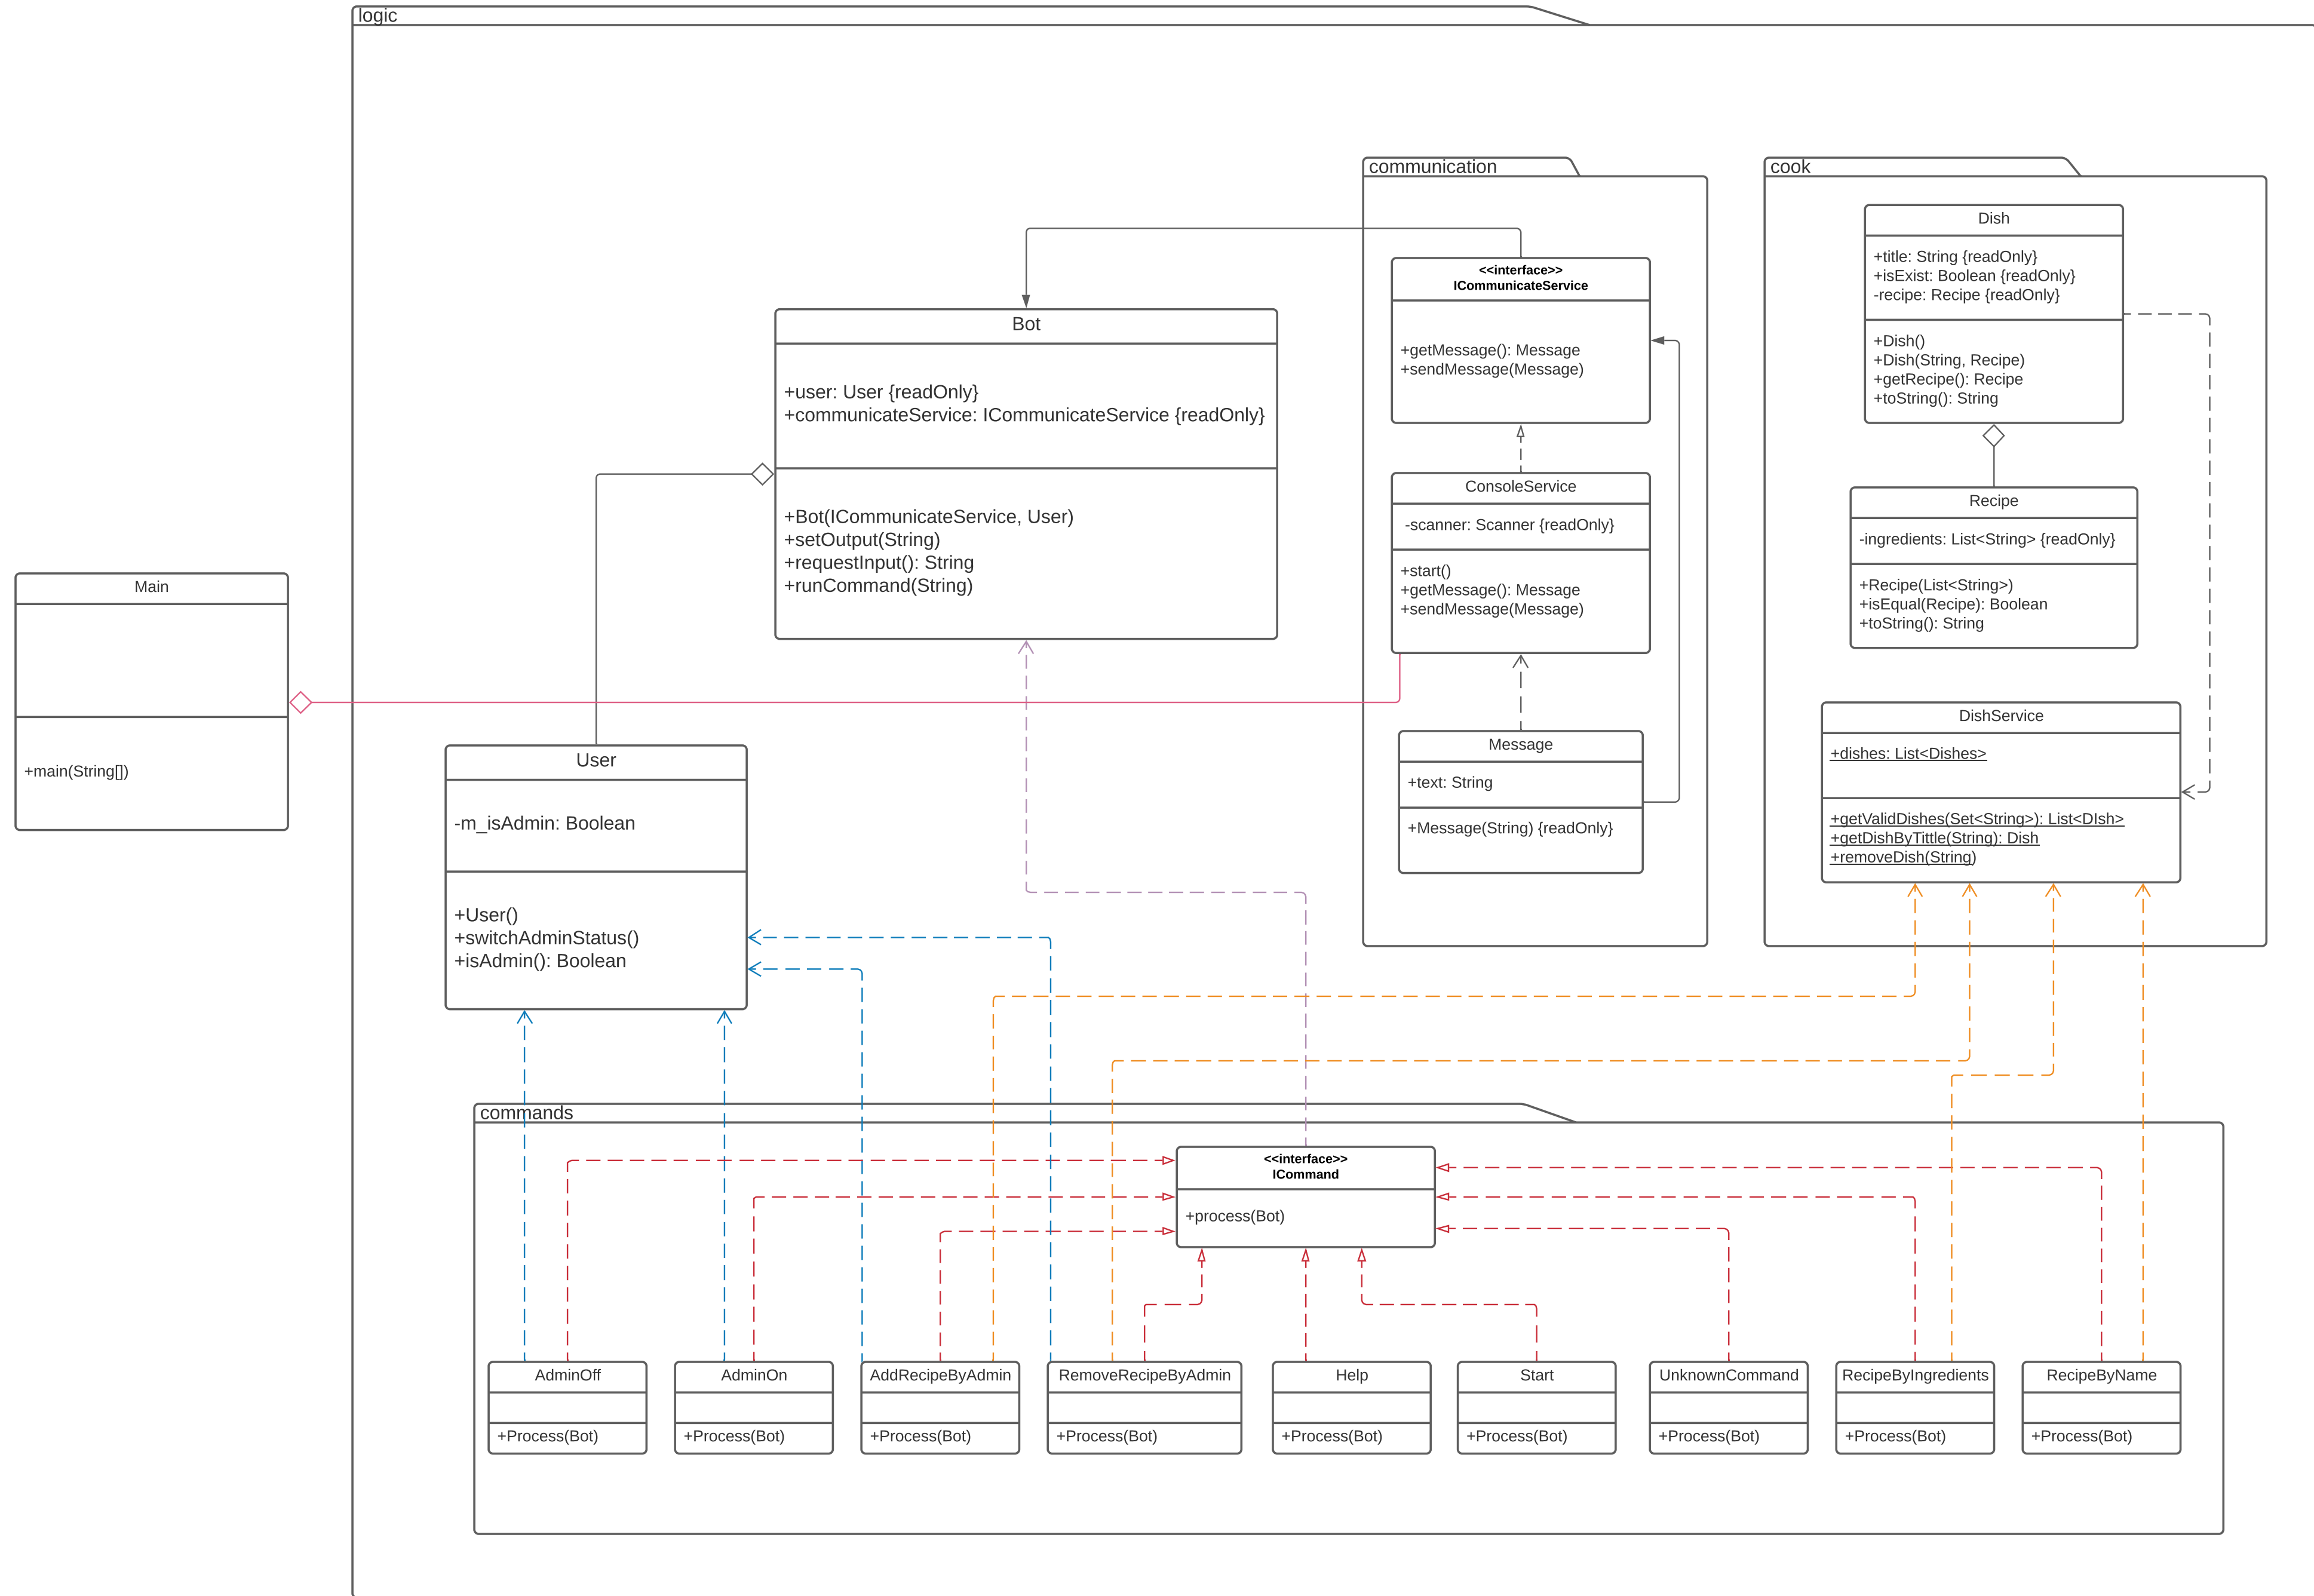 logic
communication
cook
Dish
+title: String {readOnly}
+isExist: Boolean {readOnly}
-recipe: Recipe {readOnly}
+Dish()
+Dish(String, Recipe)
+getRecipe(): Recipe
+toString(): String
<<interface>>
ICommunicateService
+getMessage(): Message
+sendMessage(Message)
Bot
+user: User {readOnly}
+communicateService: ICommunicateService {readOnly}
+Bot(ICommunicateService, User)
+setOutput(String)
+requestInput(): String
+runCommand(String)
ConsoleService
-scanner: Scanner {readOnly}
+start()
+getMessage(): Message
+sendMessage(Message)
Recipe
-ingredients: List<String> {readOnly}
+Recipe(List<String>)
+isEqual(Recipe): Boolean
+toString(): String
Main
+main(String[])
User
-m_isAdmin: Boolean
+User()
+switchAdminStatus()
+isAdmin(): Boolean
Message
+text: String
+Message(String) {readOnly}
DishService
+dishes: List<Dishes>
+getValidDishes(Set<String>): List<DIsh>
+getDishByTittle(String): Dish
+removeDish(String)
commands
<<interface>>
ICommand
+process(Bot)
AdminOff
+Process(Bot)
AdminOn
+Process(Bot)
AddRecipeByAdmin
+Process(Bot)
RemoveRecipeByAdmin
+Process(Bot)
Help
+Process(Bot)
Start
+Process(Bot)
UnknownCommand
+Process(Bot)
RecipeByIngredients
+Process(Bot)
RecipeByName
+Process(Bot)